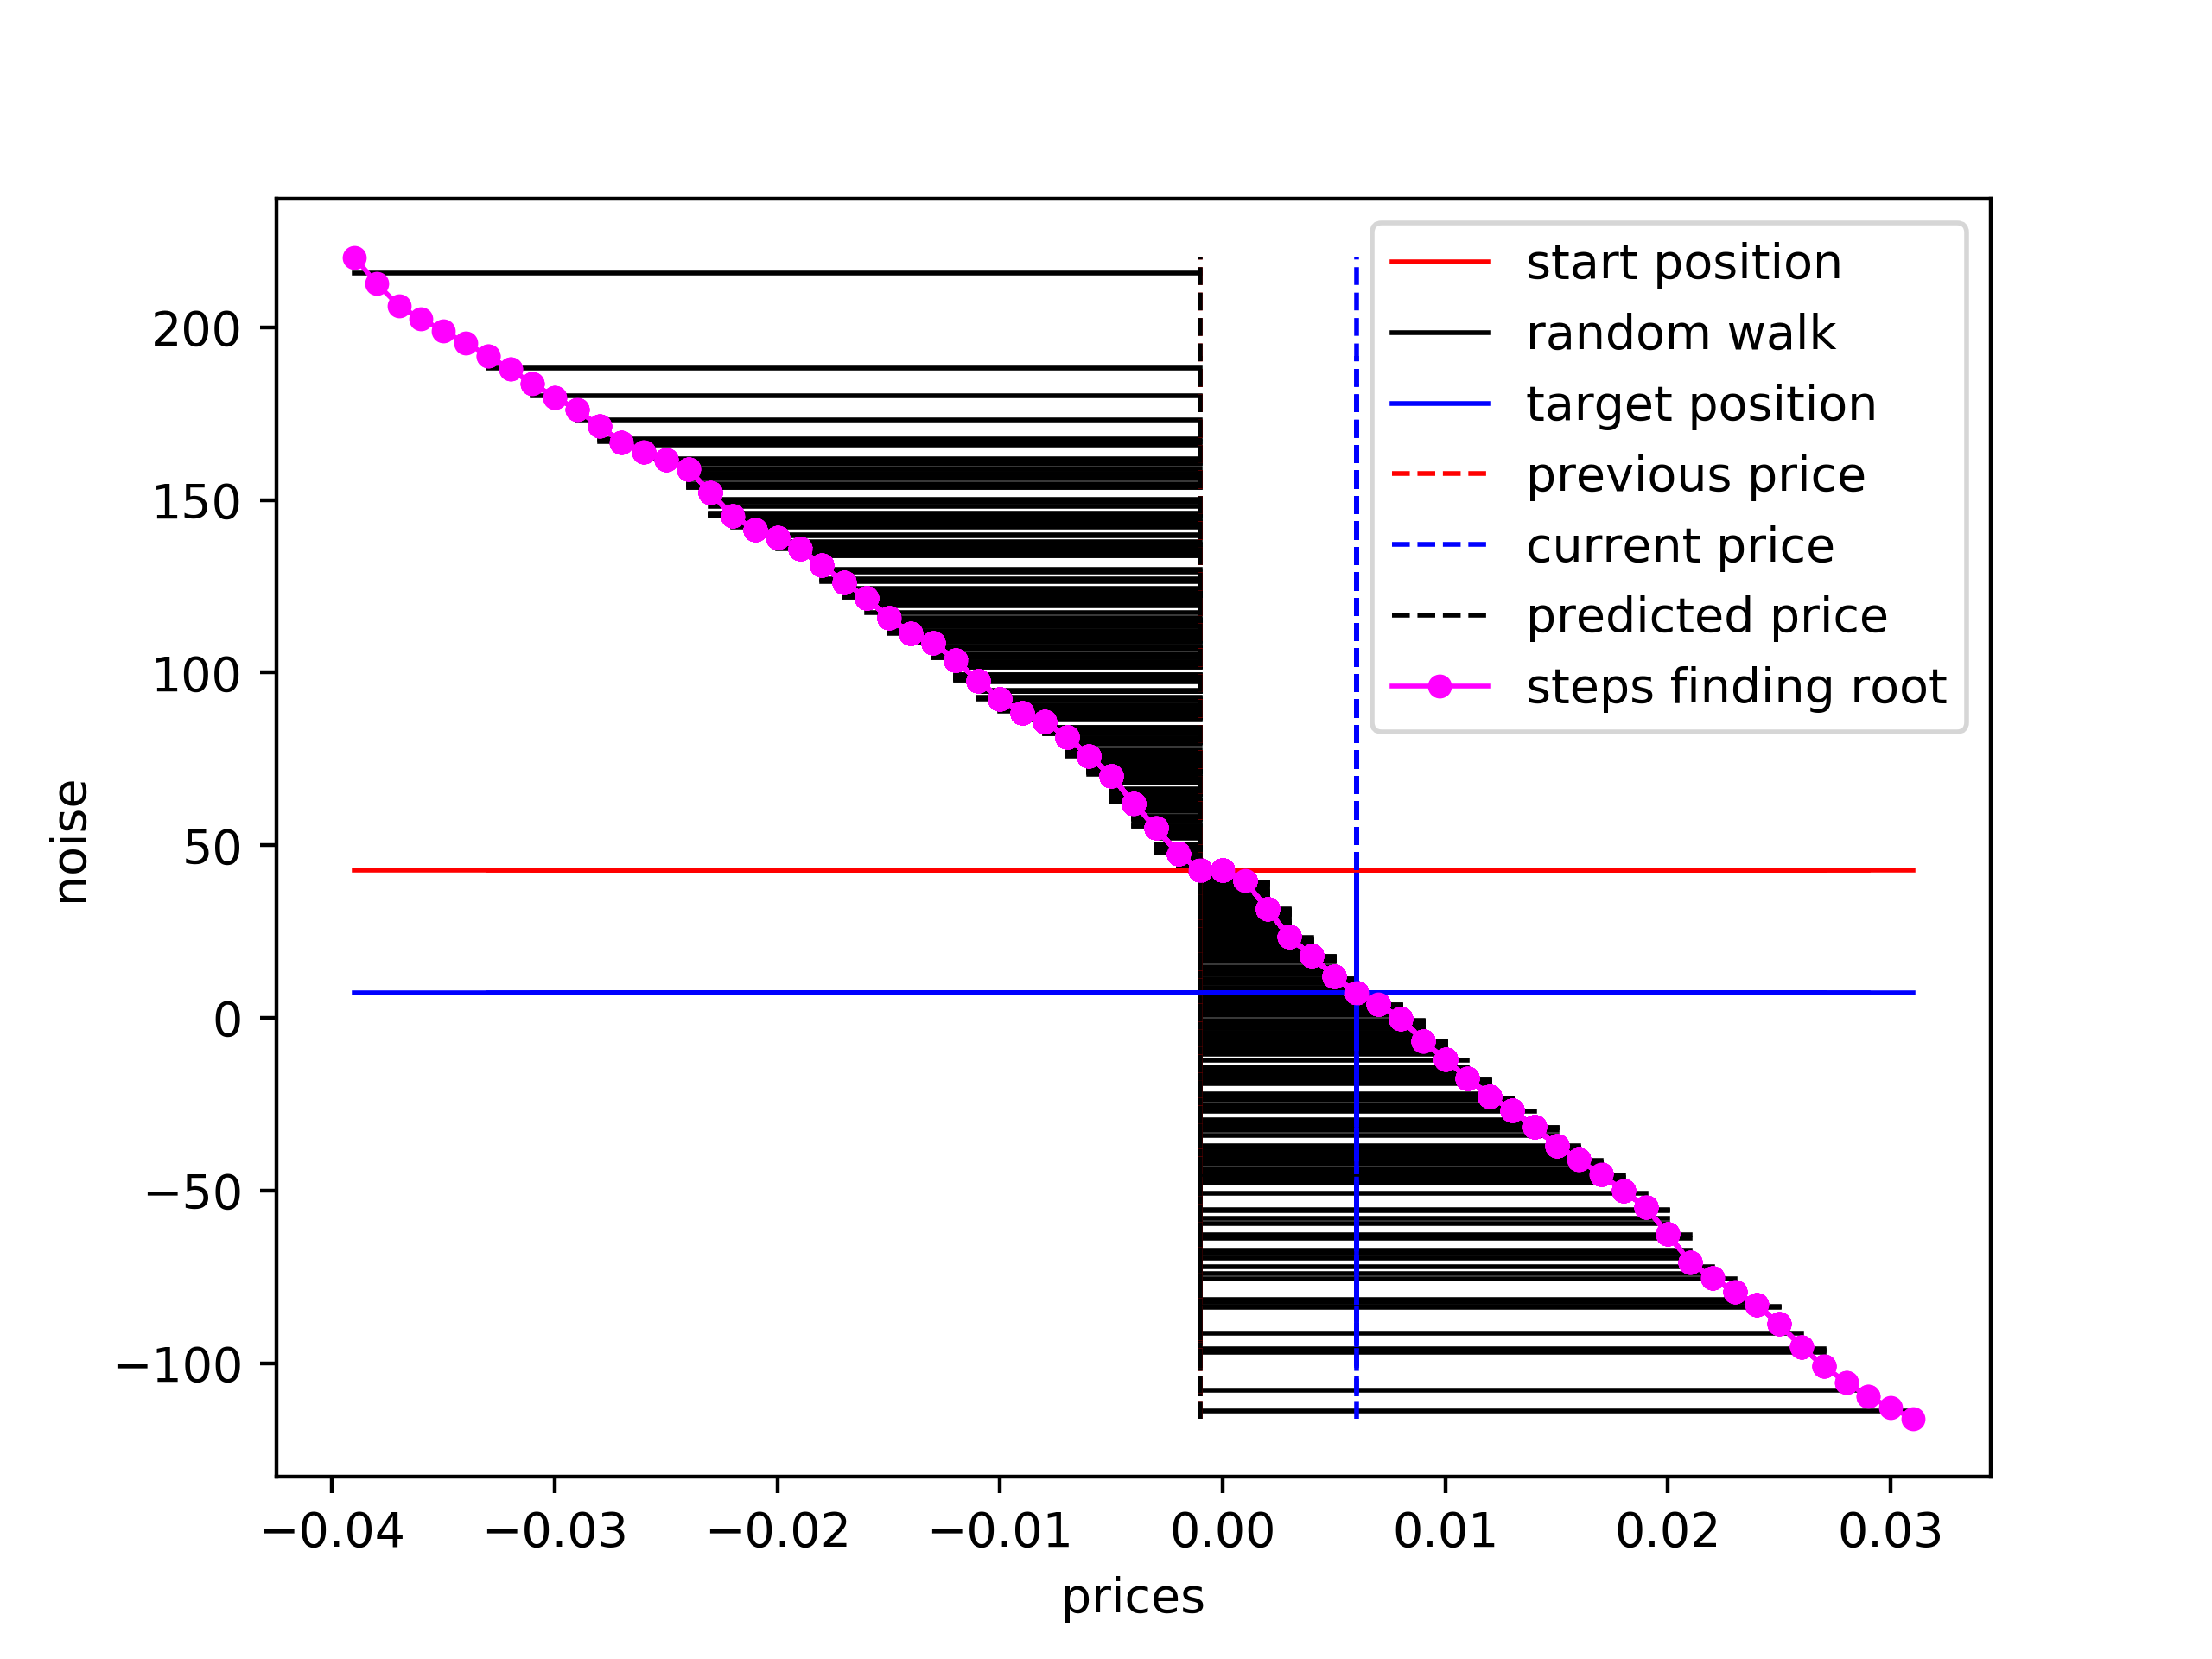 start position
random walk
target position
previous price
current price
predicted price
steps finding root
200
150
100
50
0
−50
−100
noise
−0.04 −0.03 −0.02 −0.01 0.00 0.01 0.02 0.03
prices